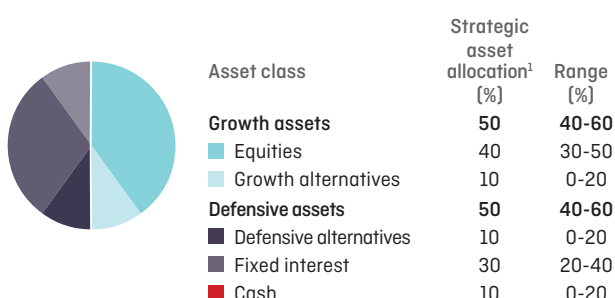 Asset class Strategic asset allocation¹ (%) Range (%)
Growth assets 50 40-60
Equities 40 30-50
Growth alternatives 10 0-20
Defensive assets 50 40-60
Defensive alternatives 10 0-20
Fixed interest 30 20-40
Cash 10 0-20